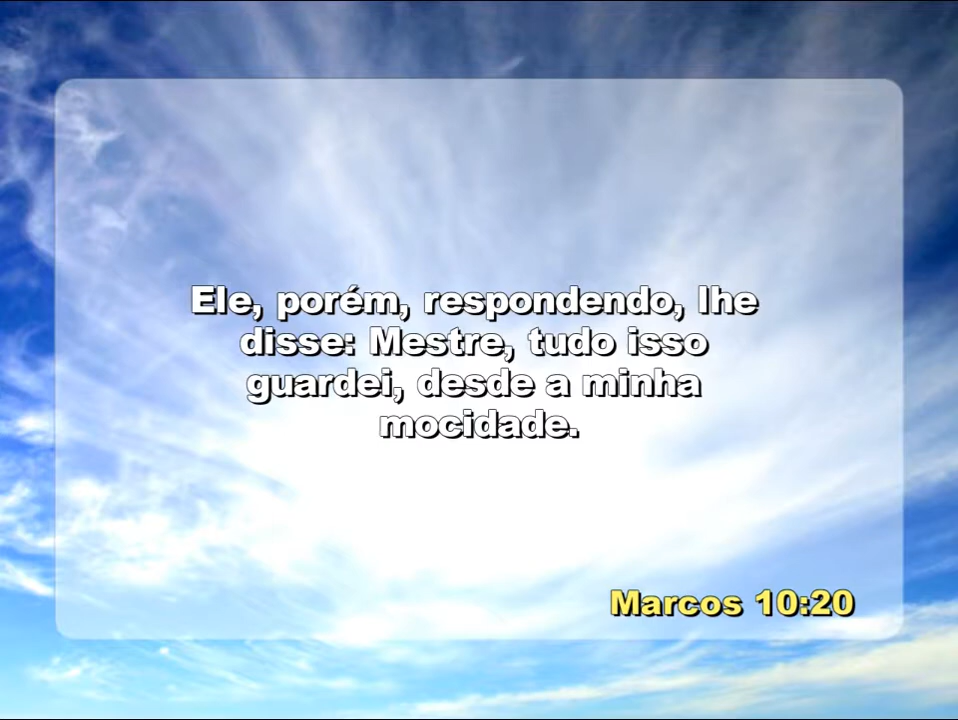 Ele, porém, respondendo, lhe
disse: Mestre, tudo isso
guardei, desde a minha
mocidade.
Marcos 10:20